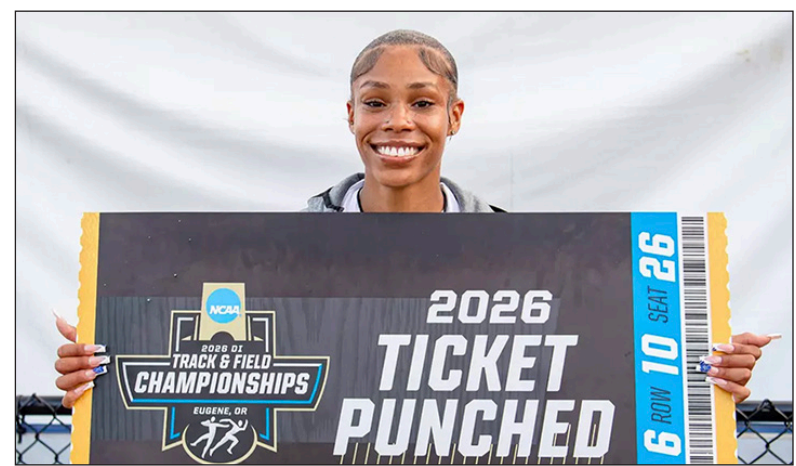 NCAA
2026 DI
TRACK & FIELD
CHAMPIONSHIPS
EUGENE, OR
2026
TICKET
PUNCHED
6 ROW 10 SEAT 26